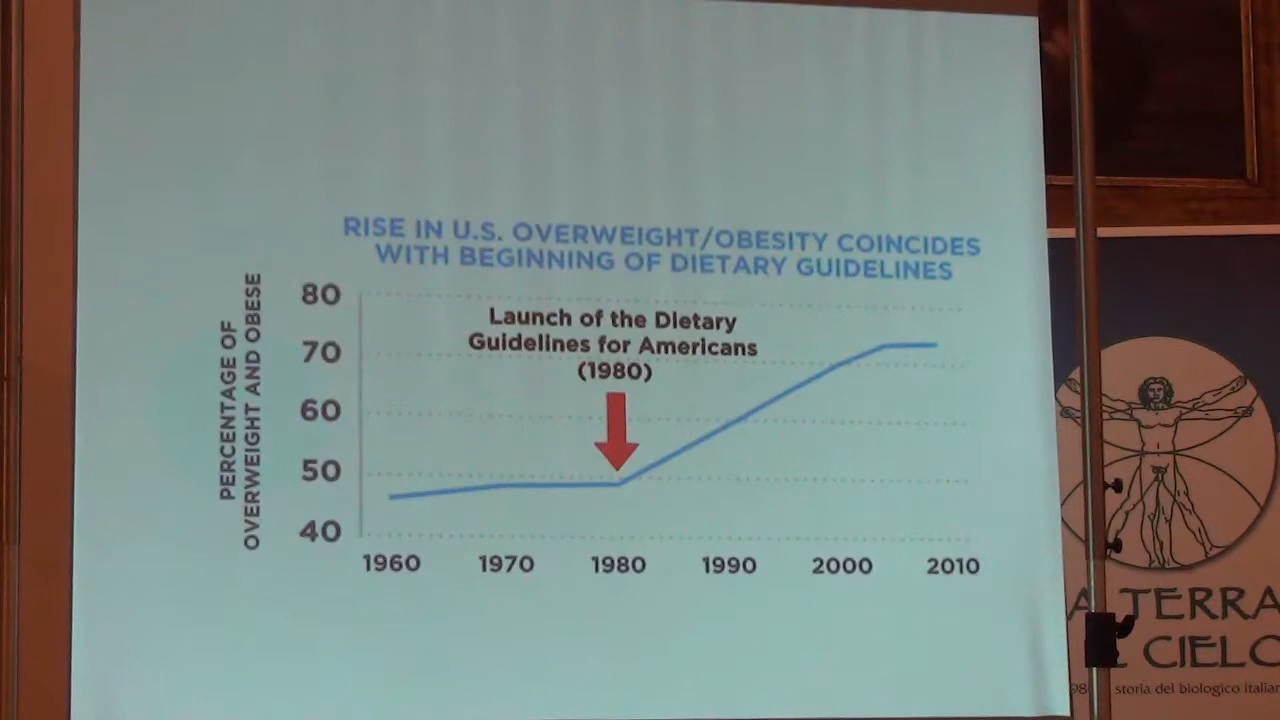 RISE IN U.S. OVERWEIGHT/OBESITY COINCIDES
WITH BEGINNING OF DIETARY GUIDELINES
PERCENTAGE OF
OVERWEIGHT AND OBESE
80
70
60
50
40
Launch of the Dietary
Guidelines for Americans
(1980)
1960 1970 1980 1990 2000 2010
TERRA
CIELO
storia del biologico italian